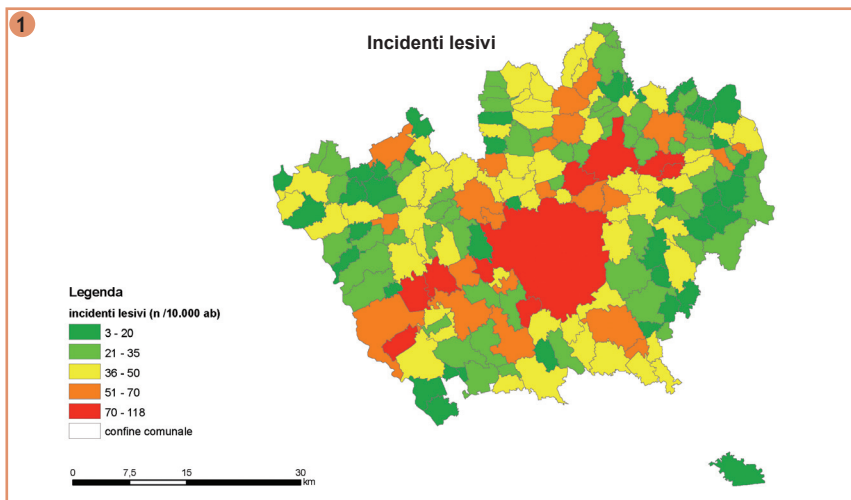 1
Incidenti lesivi
Legenda
incidenti lesivi (n /10.000 ab)
3 - 20
21 - 35
36 - 50
51 - 70
70 - 118
confine comunale
0 7,5 15 30
km